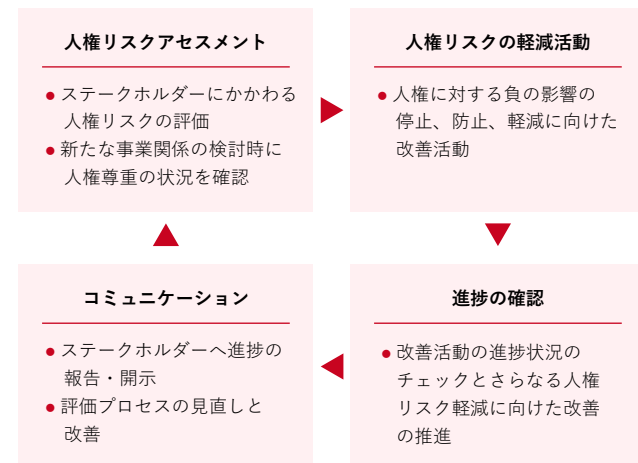 人権リスクアセスメント
● ステークホルダーにかかわる
人権リスクの評価
● 新たな事業関係の検討時に
人権尊重の状況を確認
人権リスクの軽減活動
● 人権に対する負の影響の
停止、防止、軽減に向けた
改善活動
進捗の確認
● 改善活動の進捗状況の
チェックとさらなる人権
リスク軽減に向けた改善
の推進
コミュニケーション
● ステークホルダーへ進捗の
報告・開示
● 評価プロセスの見直しと
改善